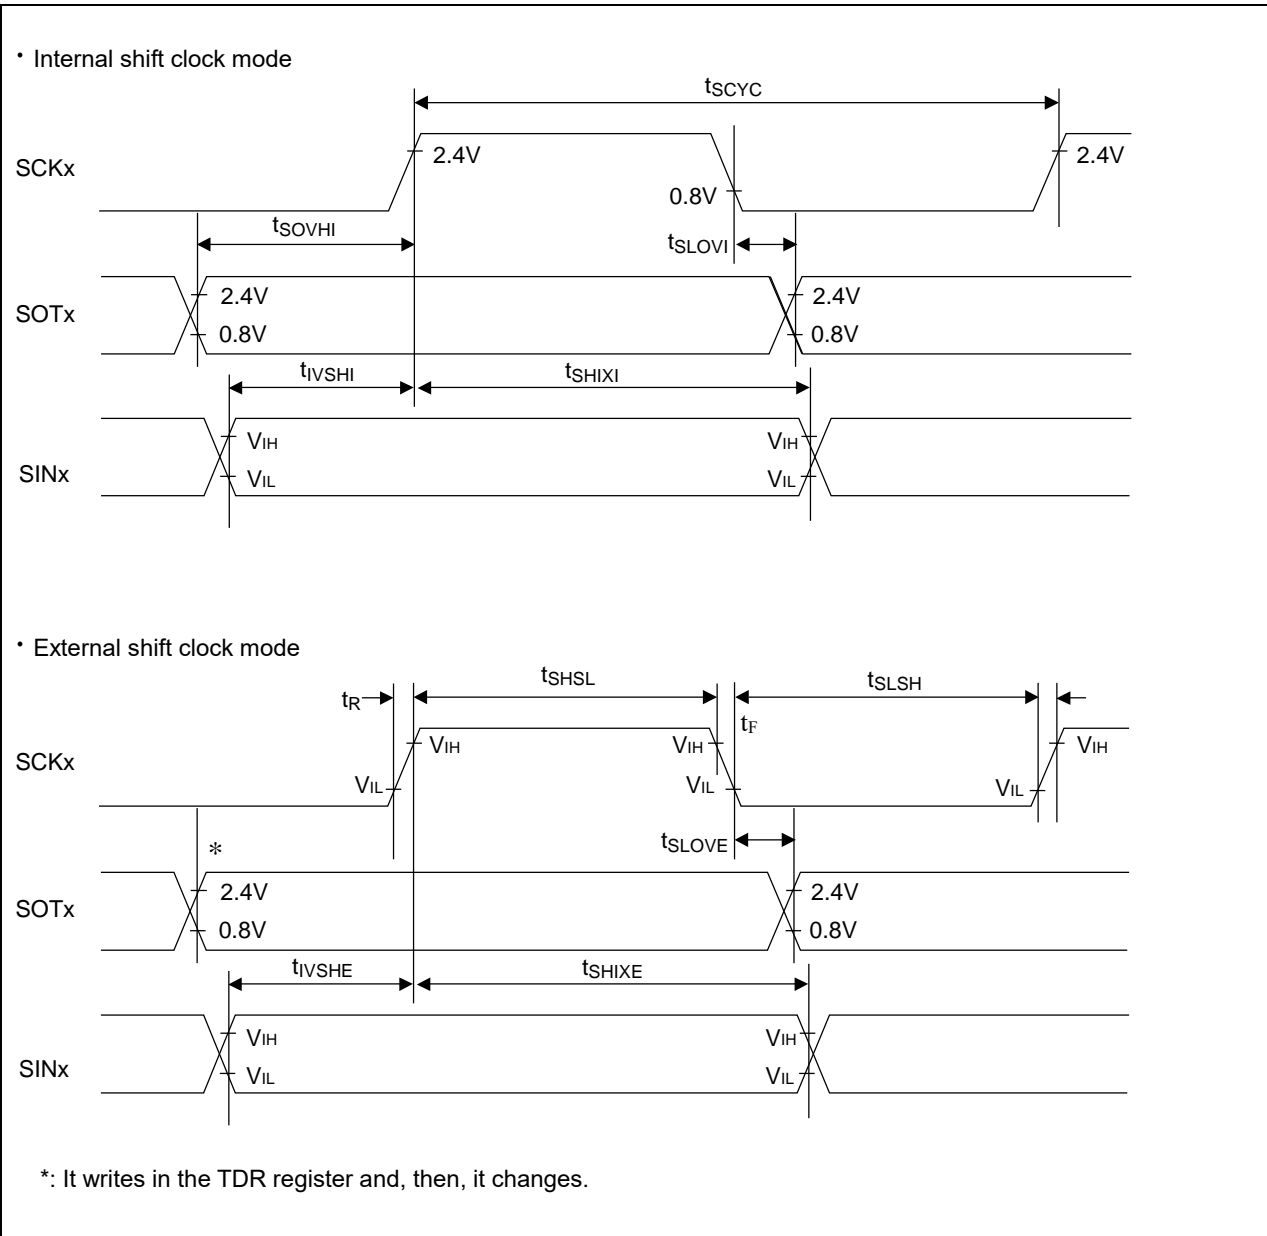 ・Internal shift clock mode
tSCYC
SCKx
2.4V
0.8V
2.4V
tSOVHI
tSLOVI
SOTx
2.4V
0.8V
2.4V
0.8V
tIVSHI
tSHIXI
SINx
VIH
VIL
VIH
VIL
・External shift clock mode
tR
tSHSL
tF
tSLSH
SCKx
VIL
VIH
VIH
VIL
VIL
VIH
tSLOVE
*
SOTx
2.4V
0.8V
2.4V
0.8V
tIVSHE
tSHIXE
SINx
VIH
VIL
VIH
VIL
*: It writes in the TDR register and, then, it changes.